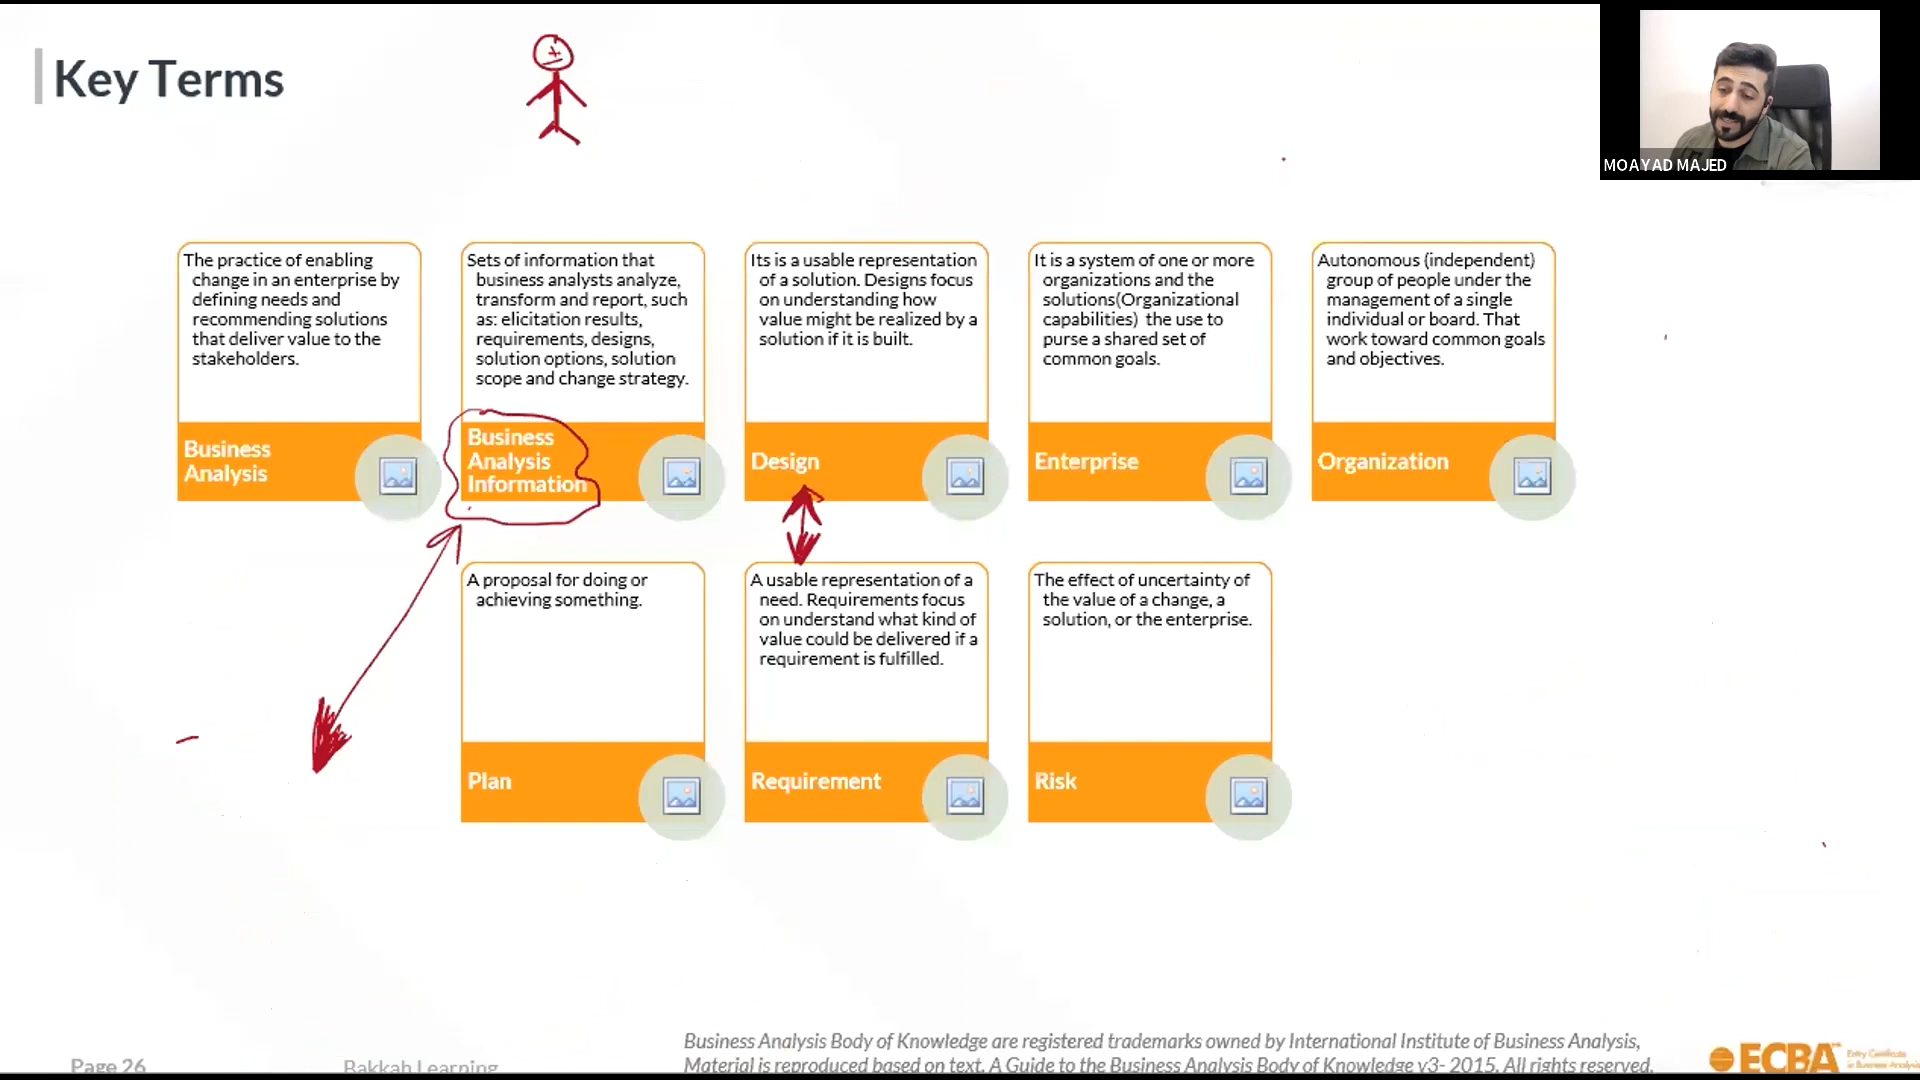 Key Terms
MOAYAD MAJED
The practice of enabling
change in an enterprise by
defining needs and
recommending solutions
that deliver value to the
stakeholders.
Business
Analysis
Sets of information that
business analysts analyze,
transform and report, such
as: elicitation results,
requirements, designs,
solution options, solution
scope and change strategy.
Business
Analysis
Information
Its is a usable representation
of a solution. Designs focus
on understanding how
value might be realized by a
solution if it is built.
Design
It is a system of one or more
organizations and the
solutions(Organizational
capabilities) the use to
purse a shared set of
common goals.
Enterprise
Autonomous (independent)
group of people under the
management of a single
individual or board. That
work toward common goals
and objectives.
Organization
A proposal for doing or
achieving something.
Plan
A usable representation of a
need. Requirements focus
on understand what kind of
value could be delivered if a
requirement is fulfilled.
Requirement
The effect of uncertainty of
the value of a change, a
solution, or the enterprise.
Risk
Business Analysis Body of Knowledge are registered trademarks owned by International Institute of Business Analysis,
Material is reproduced based on text, A Guide to the Business Analysis Body of Knowledge v3- 2015. All rights reserved.
Page 26
Bakkah Learning
ECBA
Entry Certificate
in Business Analysis